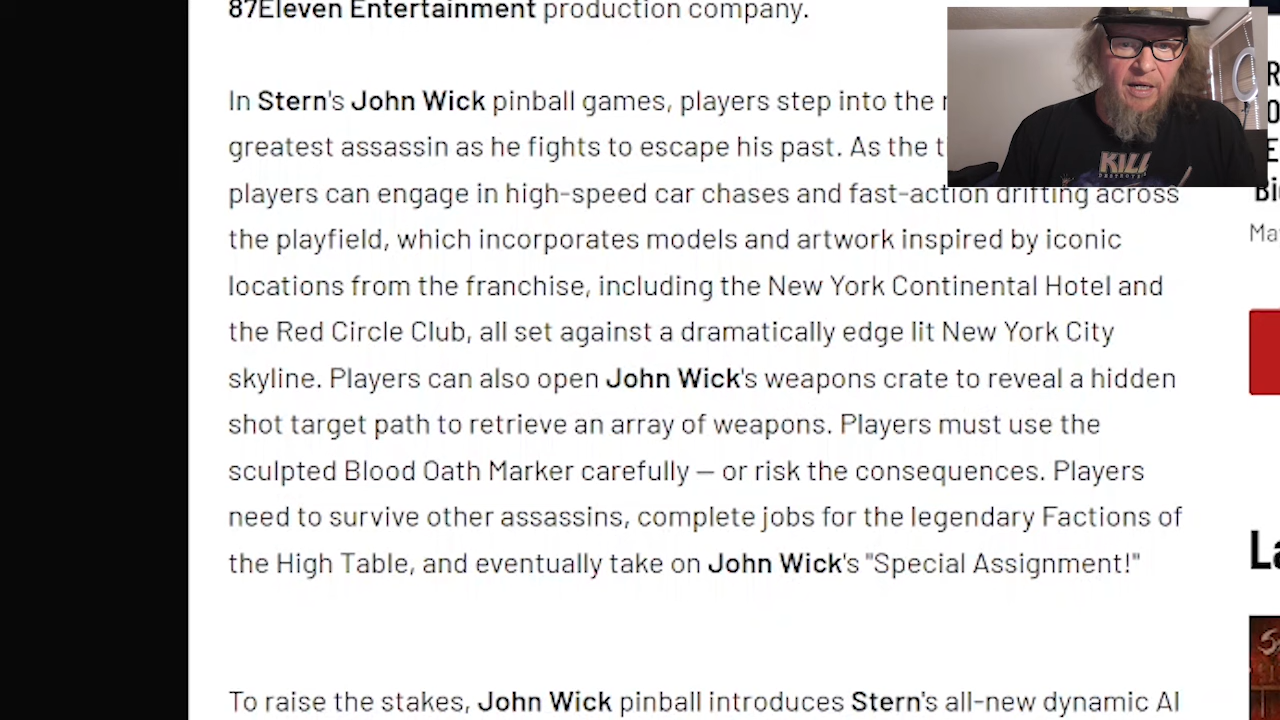 87Eleven Entertainment production company.
In Stern's John Wick pinball games, players step into the
greatest assassin as he fights to escape his past. As the
players can engage in high-speed car chases and fast-action drifting across
the playfield, which incorporates models and artwork inspired by iconic
locations from the franchise, including the New York Continental Hotel and
the Red Circle Club, all set against a dramatically edge lit New York City
skyline. Players can also open John Wick's weapons crate to reveal a hidden
shot target path to retrieve an array of weapons. Players must use the
sculpted Blood Oath Marker carefully — or risk the consequences. Players
need to survive other assassins, complete jobs for the legendary Factions of
the High Table, and eventually take on John Wick's "Special Assignment!"
To raise the stakes, John Wick pinball introduces Stern's all-new dynamic AI
KILL